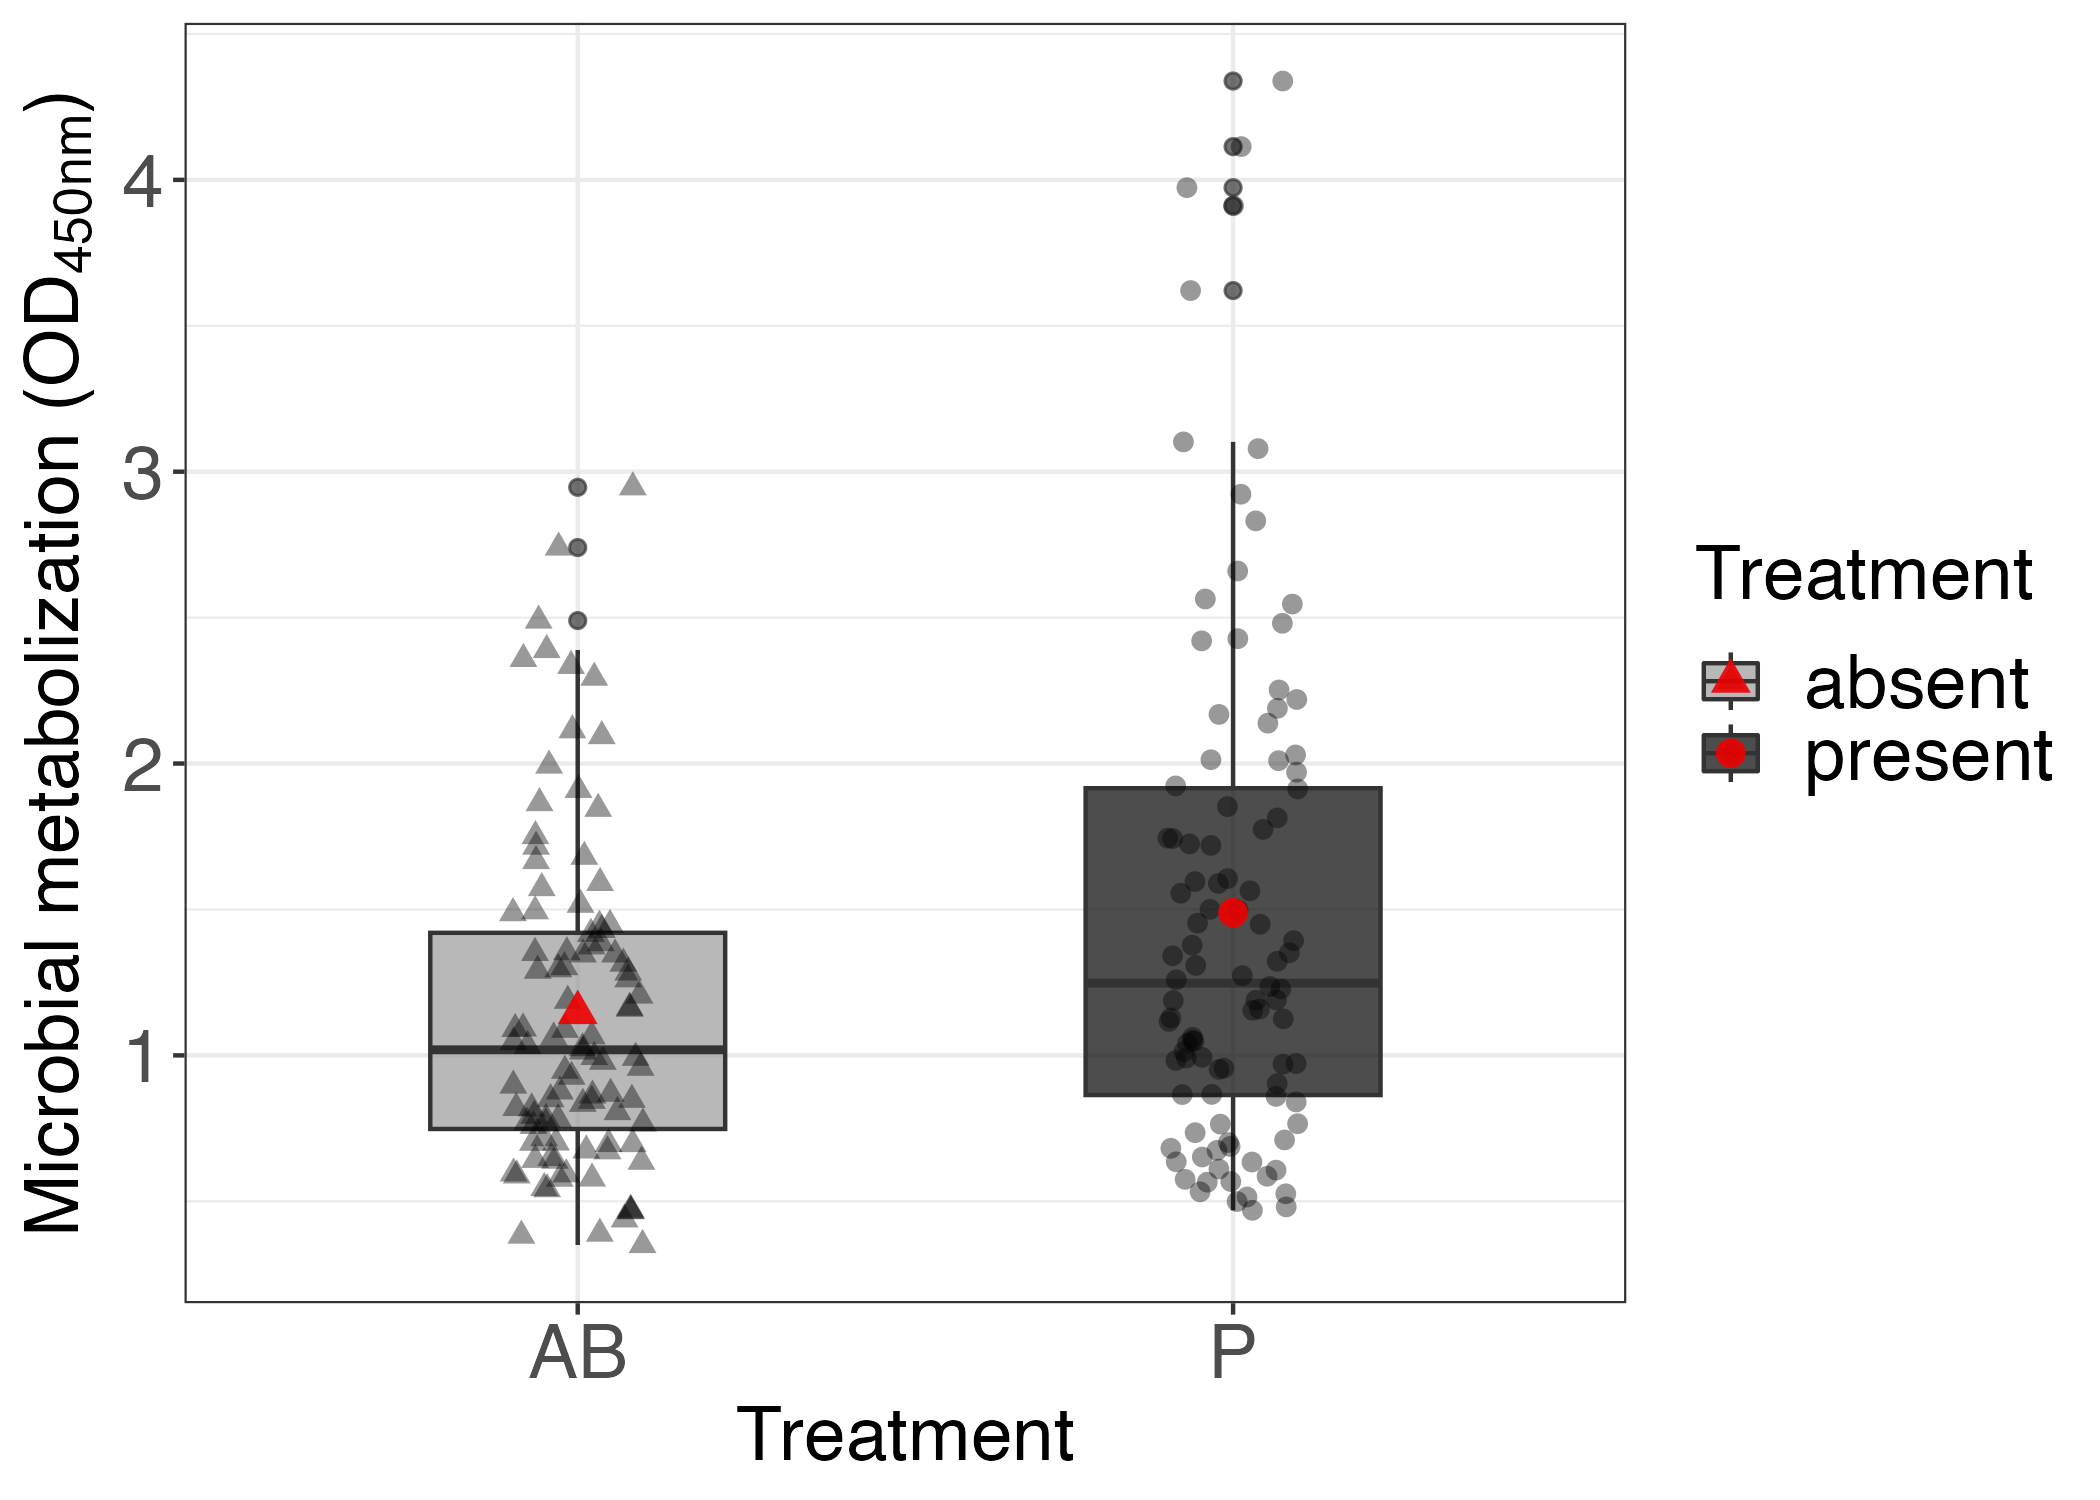 Microbial metabolization (OD450nm)
4
3
2
1
AB
P
Treatment
Treatment
absent
present